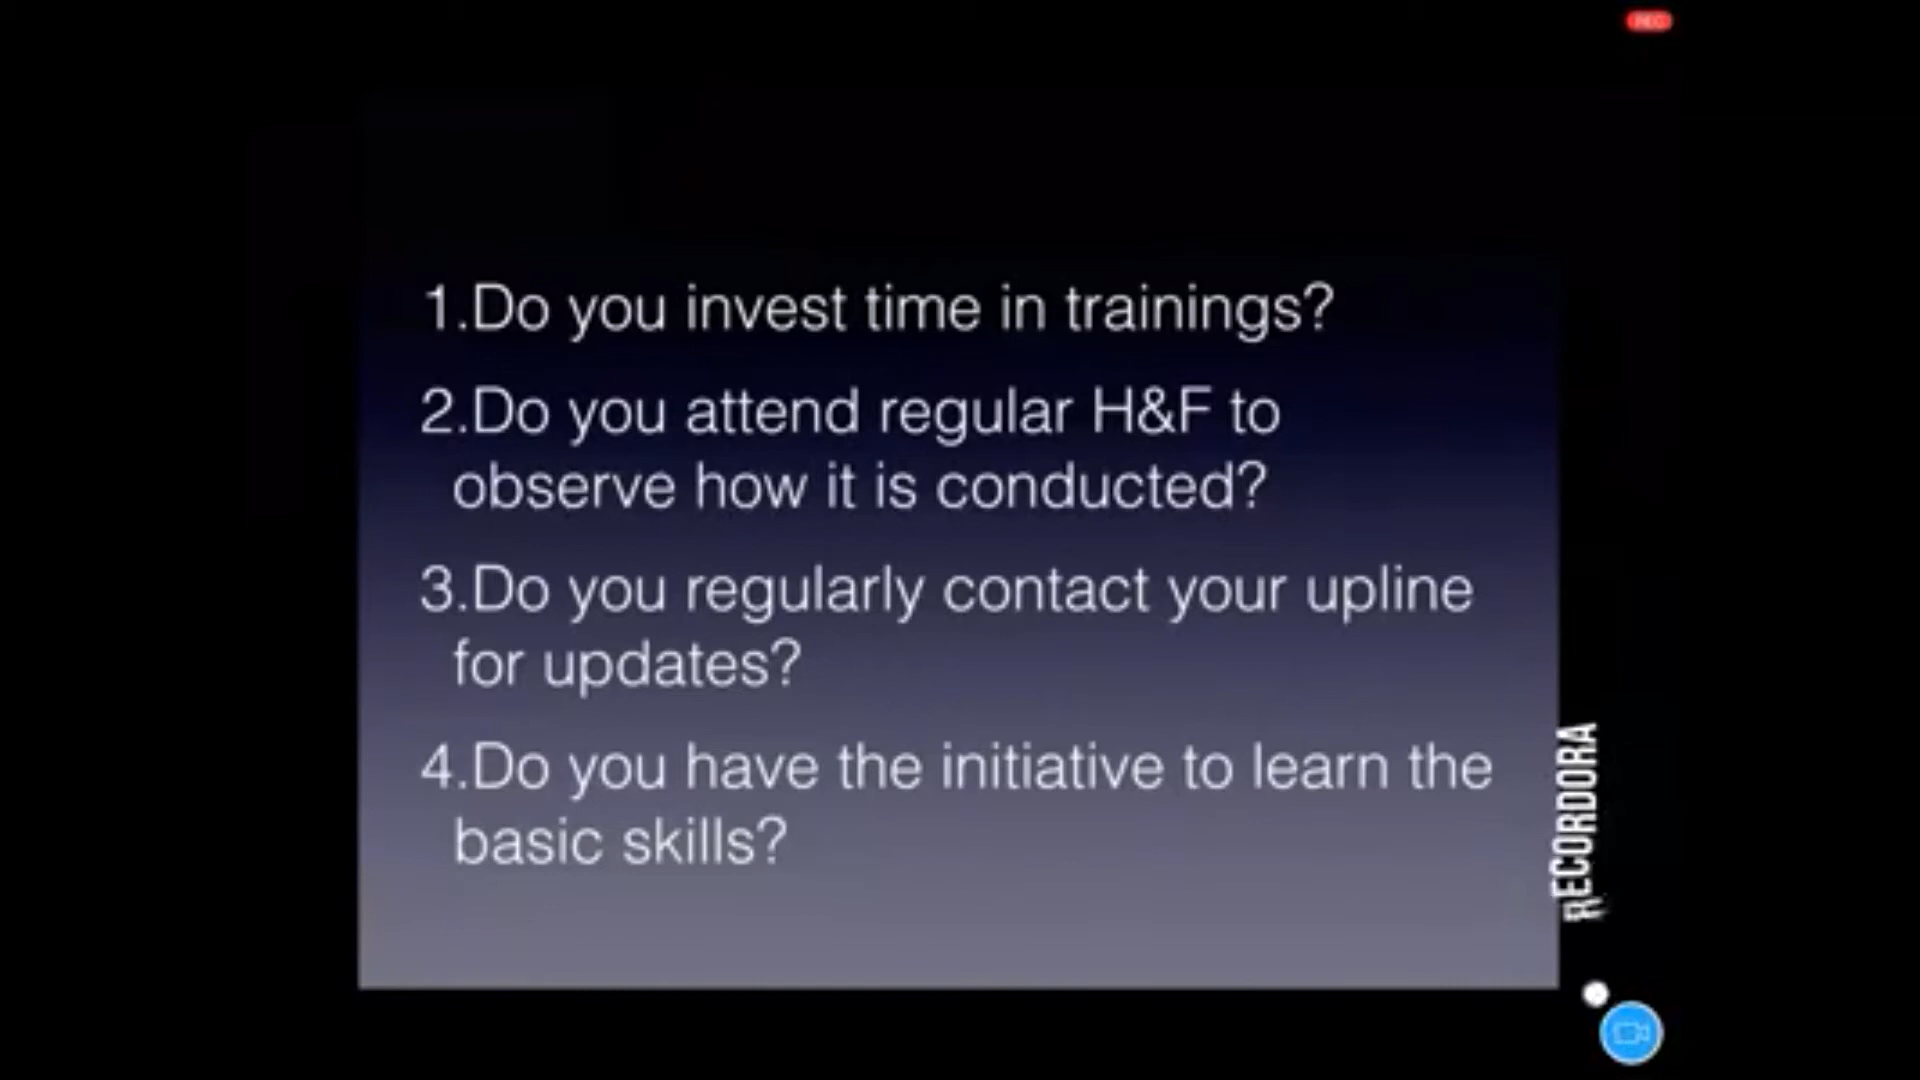 REC
1.Do you invest time in trainings?
2.Do you attend regular H&F to
observe how it is conducted?
3.Do you regularly contact your upline
for updates?
4.Do you have the initiative to learn the
basic skills?
RECORDORA